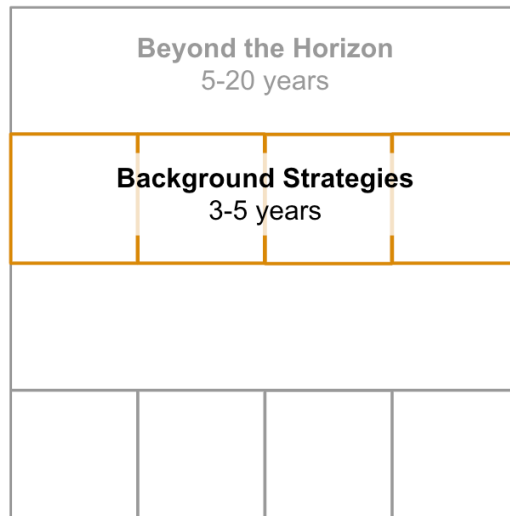 Beyond the Horizon
5-20 years
Background Strategies
3-5 years